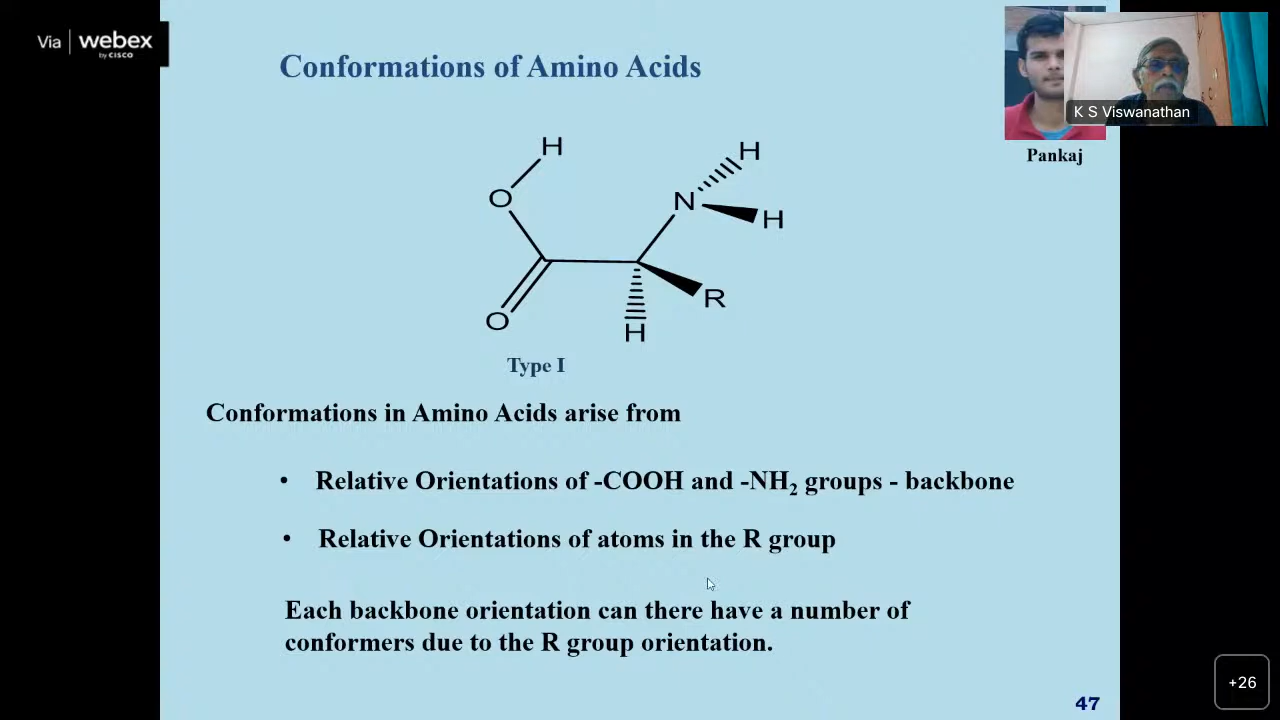 Via webex
by CISCO
Conformations of Amino Acids
K S Viswanathan
Pankaj
H
H
O
N
H
R
O
H
Type I
Conformations in Amino Acids arise from
• Relative Orientations of -COOH and -NH₂ groups - backbone
• Relative Orientations of atoms in the R group
Each backbone orientation can there have a number of
conformers due to the R group orientation.
+26
47